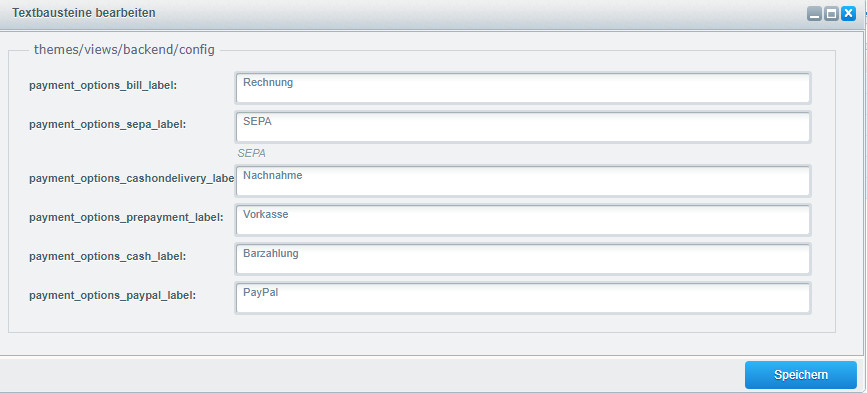 Textbausteine bearbeiten
themes/views/backend/config
payment_options_bill_label: Rechnung
payment_options_sepa_label: SEPA
SEPA
payment_options_cashondelivery_labe Nachnahme
payment_options_prepayment_label: Vorkasse
payment_options_cash_label: Barzahlung
payment_options_paypal_label: PayPal
Speichern